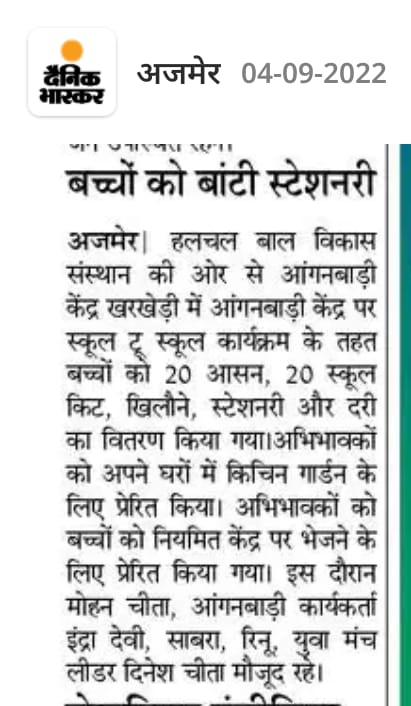 दैनिक
भास्कर
अजमेर 04-09-2022
बच्चों को बांटी स्टेशनरी
अजमेर| हलचल बाल विकास
संस्थान की ओर से आंगनबाड़ी
केंद्र खरखेड़ी में आंगनबाड़ी केंद्र पर
स्कूल टू स्कूल कार्यक्रम के तहत
बच्चों को 20 आसन, 20 स्कूल
किट, खिलौने, स्टेशनरी और दरी
का वितरण किया गया।अभिभावकों
को अपने घरों में किचिन गार्डन के
लिए प्रेरित किया। अभिभावकों को
बच्चों को नियमित केंद्र पर भेजने के
लिए प्रेरित किया गया। इस दौरान
मोहन चीता, आंगनबाड़ी कार्यकर्ता
इंद्रा देवी, साबरा, रिनू, युवा मंच
लीडर दिनेश चीता मौजूद रहे।